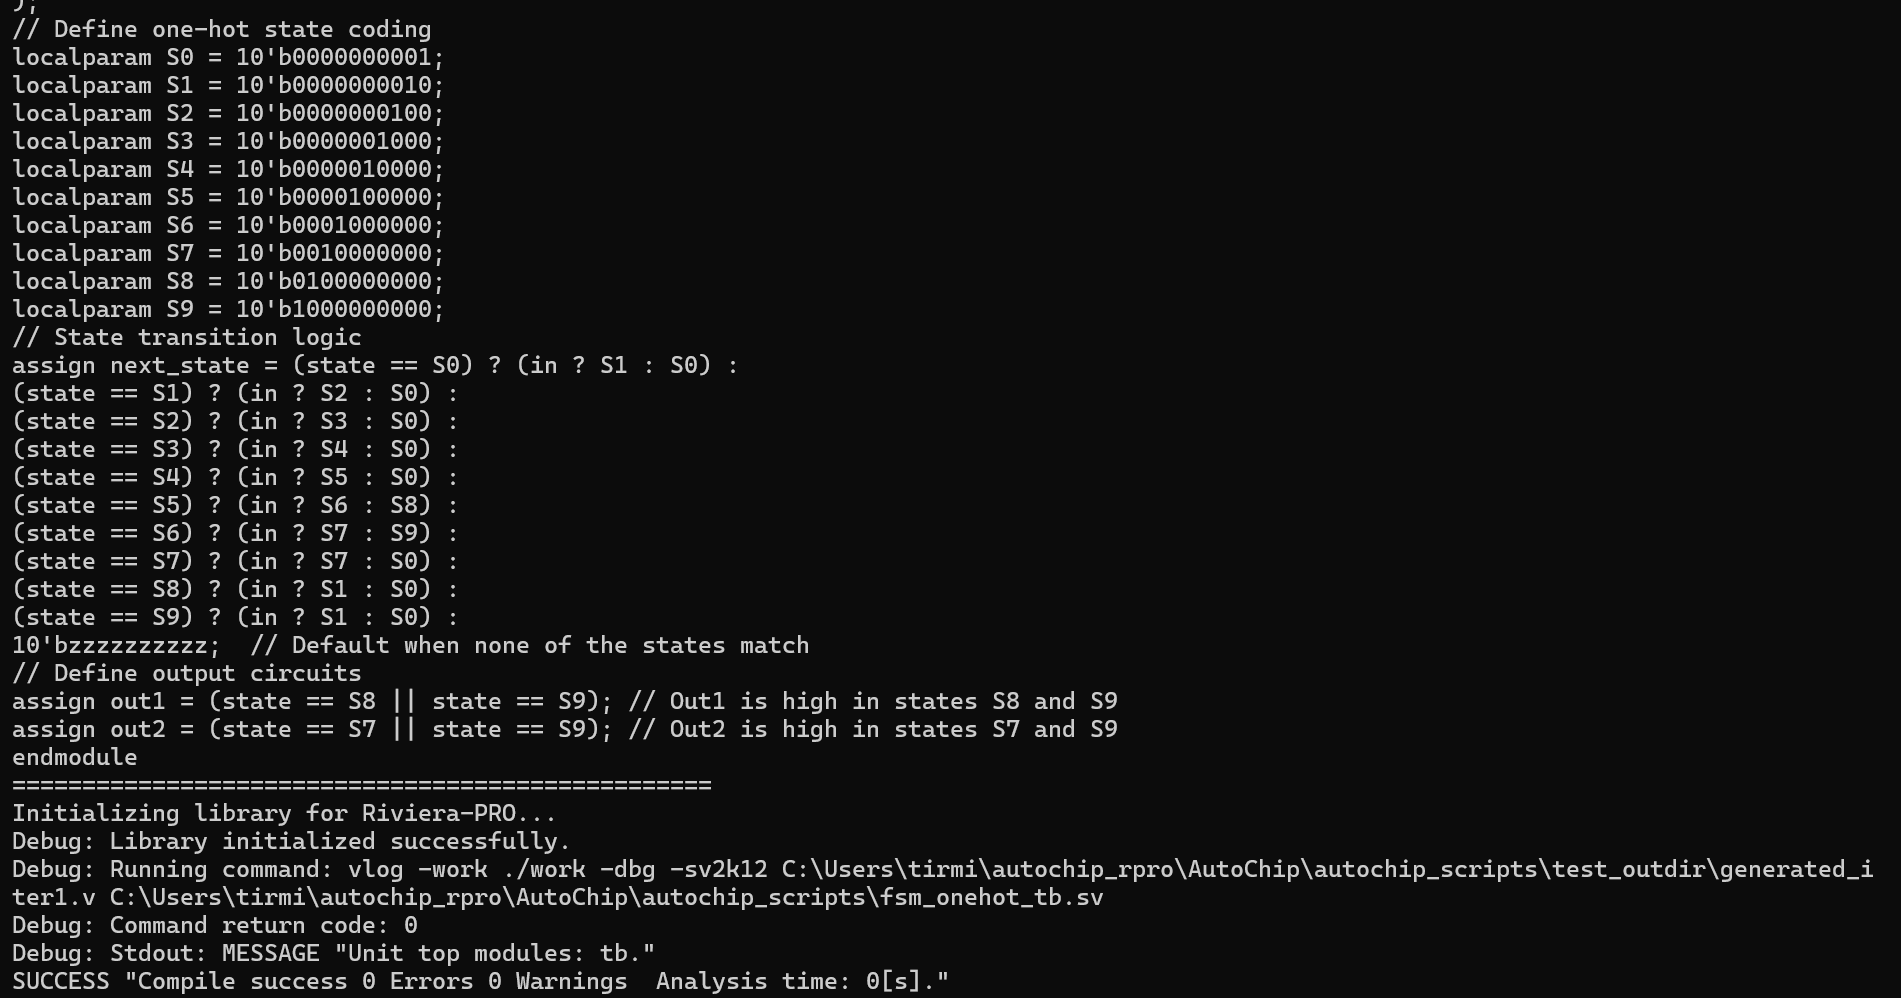 );
// Define one-hot state coding
localparam S0 = 10'b0000000001;
localparam S1 = 10'b0000000010;
localparam S2 = 10'b0000000100;
localparam S3 = 10'b0000001000;
localparam S4 = 10'b0000010000;
localparam S5 = 10'b0000100000;
localparam S6 = 10'b0001000000;
localparam S7 = 10'b0010000000;
localparam S8 = 10'b0100000000;
localparam S9 = 10'b1000000000;
// State transition logic
assign next_state = (state == S0) ? (in ? S1 : S0) :
(state == S1) ? (in ? S2 : S0) :
(state == S2) ? (in ? S3 : S0) :
(state == S3) ? (in ? S4 : S0) :
(state == S4) ? (in ? S5 : S0) :
(state == S5) ? (in ? S6 : S8) :
(state == S6) ? (in ? S7 : S9) :
(state == S7) ? (in ? S7 : S0) :
(state == S8) ? (in ? S1 : S0) :
(state == S9) ? (in ? S1 : S0) :
10'bzzzzzzzzzz;  // Default when none of the states match
// Define output circuits
assign out1 = (state == S8 || state == S9); // Out1 is high in states S8 and S9
assign out2 = (state == S7 || state == S9); // Out2 is high in states S7 and S9
endmodule
==================================================
Initializing library for Riviera-PRO...
Debug: Library initialized successfully.
Debug: Running command: vlog -work ./work -dbg -sv2k12 C:\Users\tirmi\autochip_rpro\AutoChip\autochip_scripts\test_outdir\generated_i
ter1.v C:\Users\tirmi\autochip_rpro\AutoChip\autochip_scripts\fsm_onehot_tb.sv
Debug: Command return code: 0
Debug: Stdout: MESSAGE "Unit top modules: tb."
SUCCESS "Compile success 0 Errors 0 Warnings  Analysis time: 0[s]."